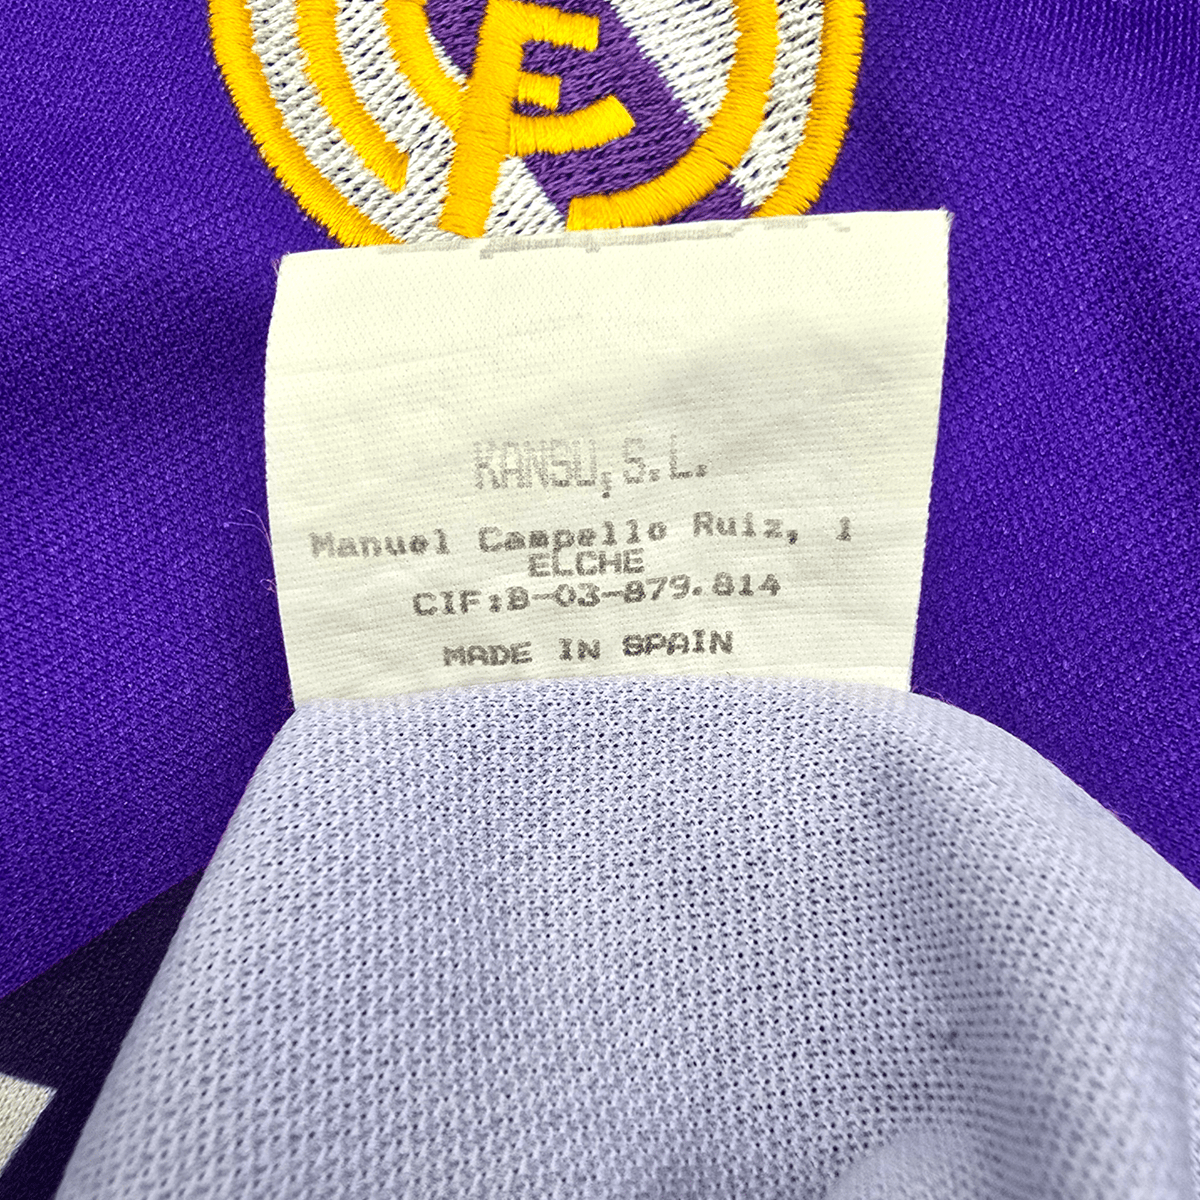 KANSU, S.L.
Manuel Campello Ruiz, 1
ELCHE
CIF:B-03-879.814
MADE IN SPAIN